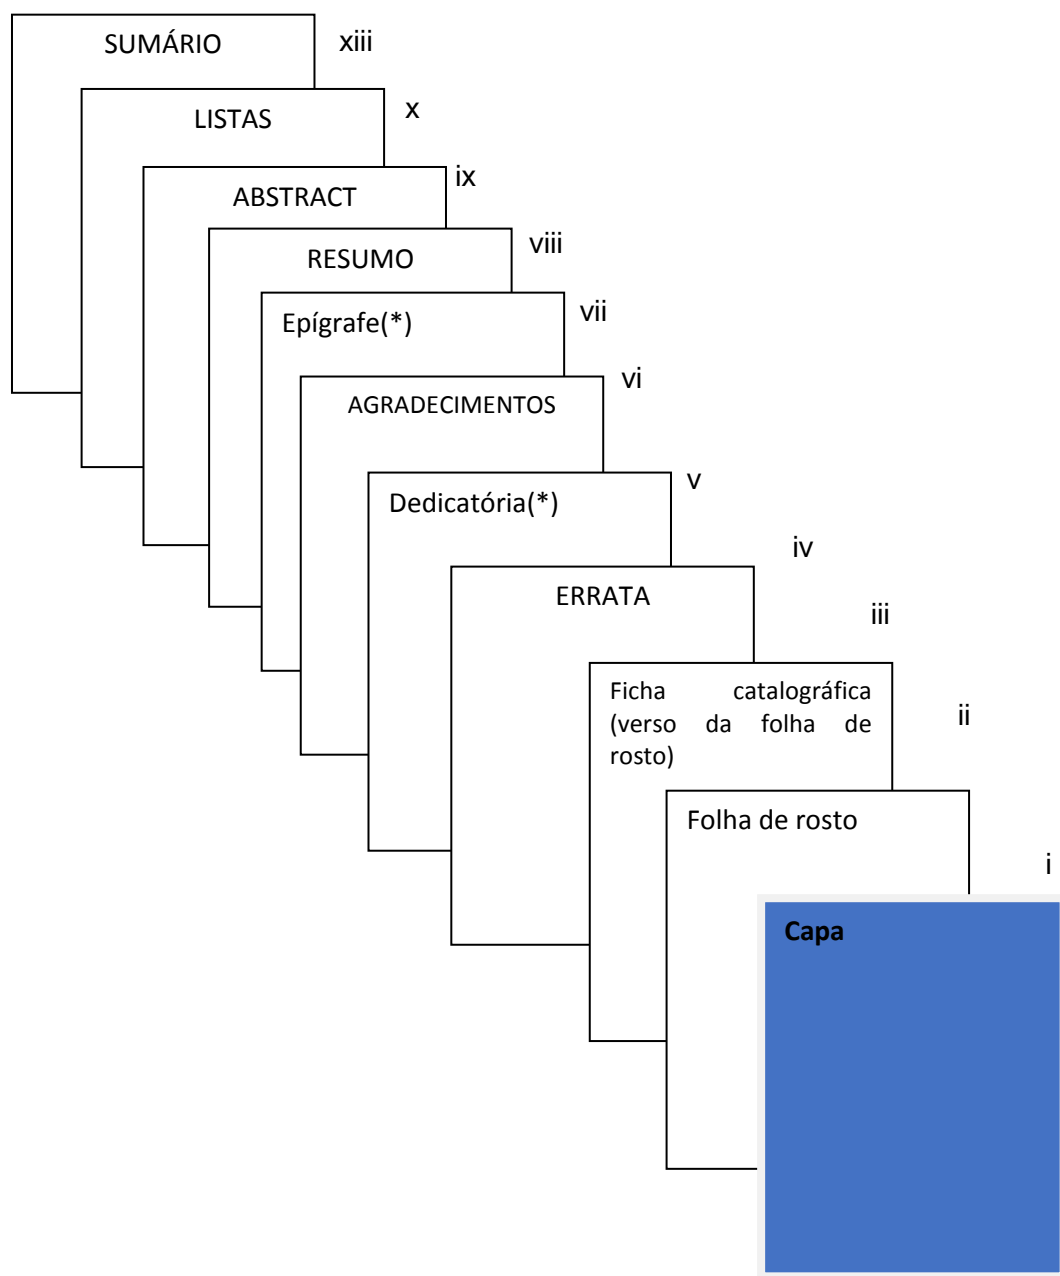 SUMÁRIO
xiii
LISTAS
x
ABSTRACT
ix
RESUMO
viii
Epígrafe(*)
vii
AGRADECIMENTOS
vi
Dedicatória(*)
v
ERRATA
iv
iii
Ficha catalográfica
(verso da folha de
rosto)
ii
Folha de rosto
i
Capa